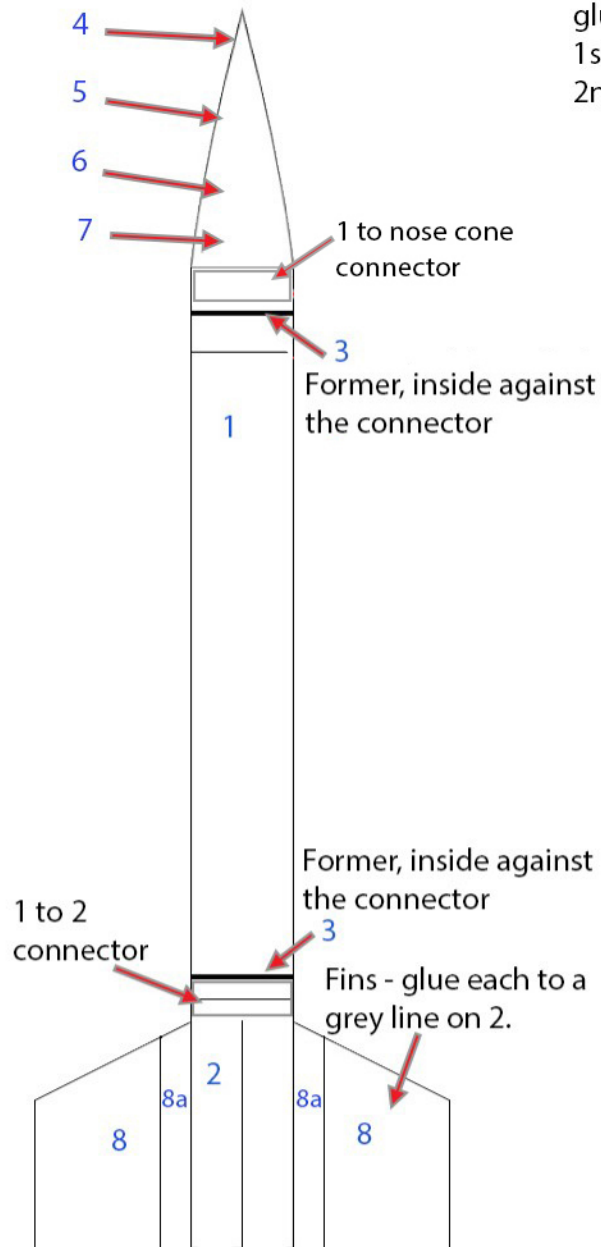 4
5
6
7
1 to nose cone
connector
3
Former, inside against
the connector
1
Former, inside against
the connector
3
1 to 2
connector
Fins - glue each to a
grey line on 2.
2
8a
8a
8
8